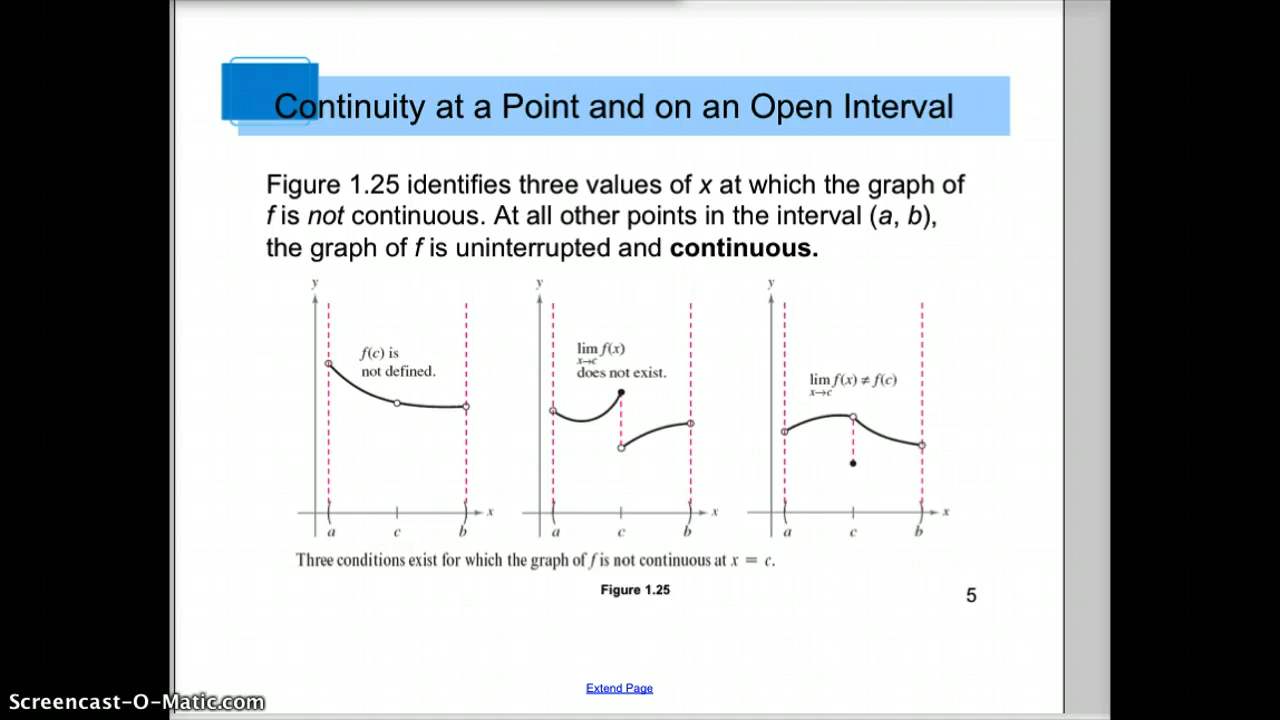 Continuity at a Point and on an Open Interval
Figure 1.25 identifies three values of x at which the graph of
f is not continuous. At all other points in the interval (a, b),
the graph of f is uninterrupted and continuous.
y
f(c) is
not defined.
a
c
b
x
y
lim f(x)
x→c
does not exist.
a
c
b
x
y
lim f(x) ≠ f(c)
x→c
a
c
b
x
Three conditions exist for which the graph of f is not continuous at x = c.
Figure 1.25
5
Extend Page
Screencast-O-Matic.com